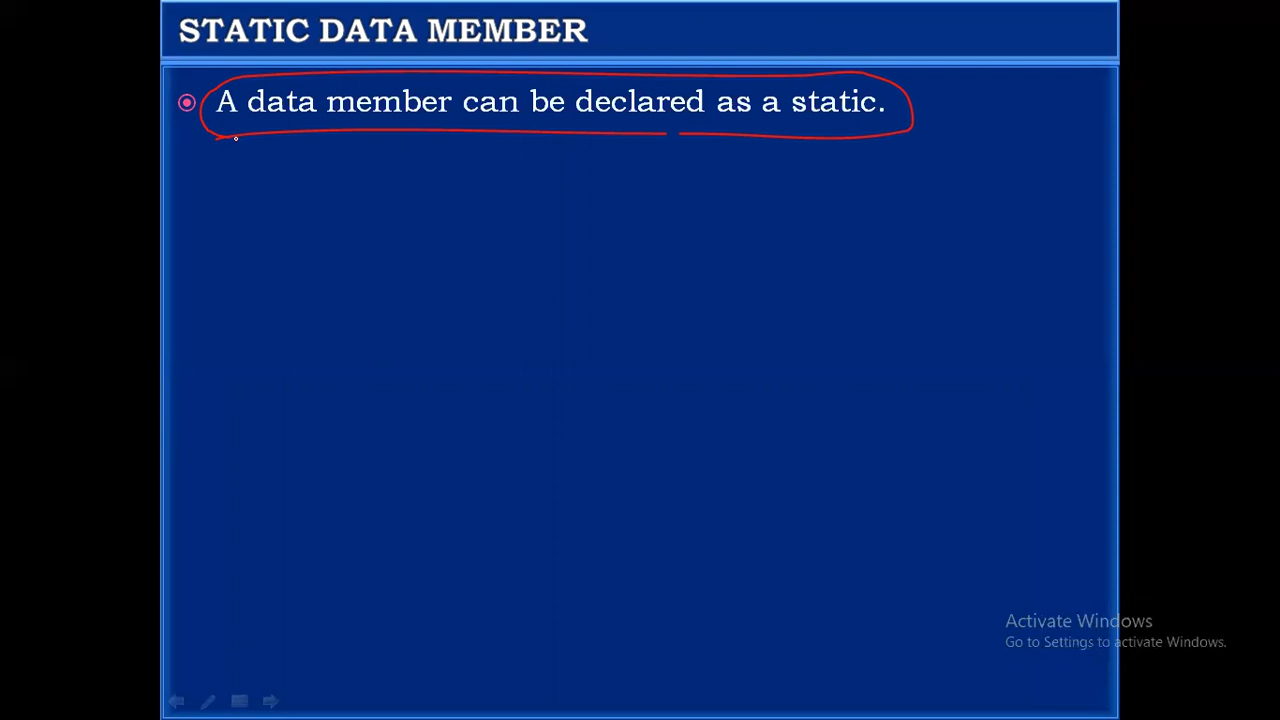 STATIC DATA MEMBER
A data member can be declared as a static.
Activate Windows
Go to Settings to activate Windows.